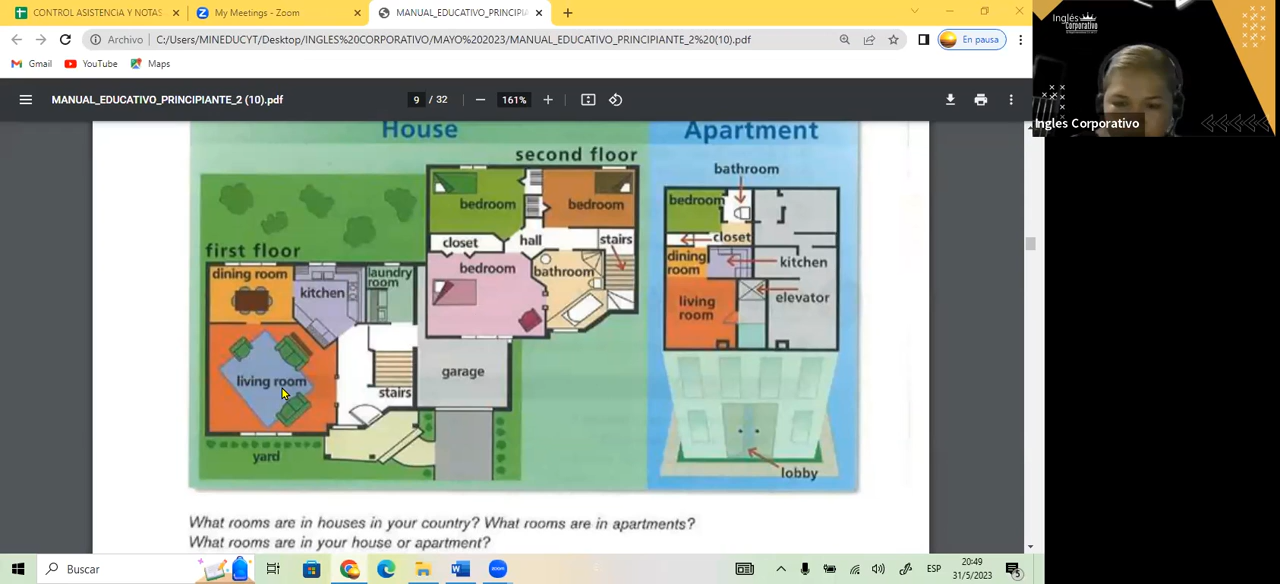 CONTROL ASISTENCIA Y NOTAS
My Meetings - Zoom
MANUAL_EDUCATIVO_PRINCIPIA
Archivo
C:/Users/MINEDUCYT/Desktop/INGLES%20CORPORATIVO/MAYO%202023/MANUAL_EDUCATIVO_PRINCIPIANTE_2%20(10).pdf
En pausa
Gmail
YouTube
Maps
MANUAL_EDUCATIVO_PRINCIPIANTE_2 (10).pdf
9 / 32
161%
Inglés
Corporativo
Ingles Corporativo
House
Apartment
second floor
bathroom
bedroom
bedroom
bedroom
closet
hall
stairs
closet
first floor
dining room
laundry
room
kitchen
bedroom
bathroom
dining
room
kitchen
elevator
living
room
living room
garage
stairs
yard
lobby
What rooms are in houses in your country? What rooms are in apartments?
What rooms are in your house or apartment?
Buscar
ESP
20:49
31/5/2023
5